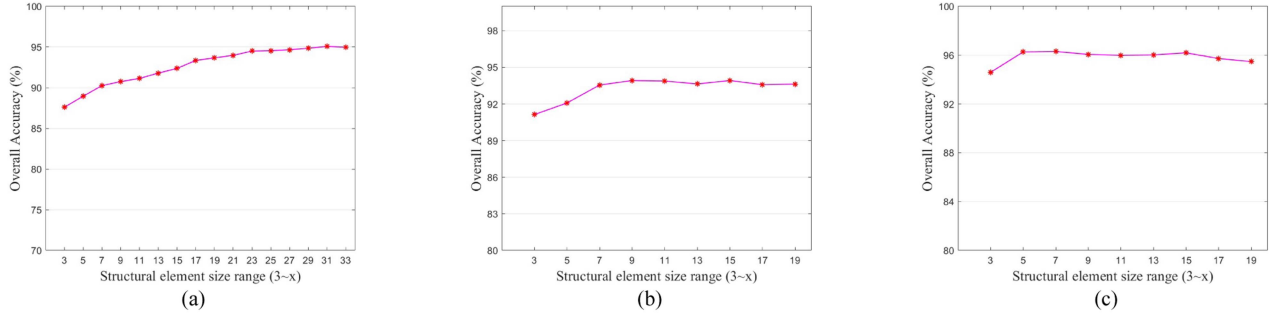 100
95
90
85
80
75
70
Overall Accuracy (%)
3 5 7 9 11 13 15 17 19 21 23 25 27 29 31 33
Structural element size range (3~x)
(a)
98
95
92
89
86
83
80
Overall Accuracy (%)
3 5 7 9 11 13 15 17 19
Structural element size range (3~x)
(b)
100
96
92
88
84
80
Overall Accuracy (%)
3 5 7 9 11 13 15 17 19
Structural element size range (3~x)
(c)